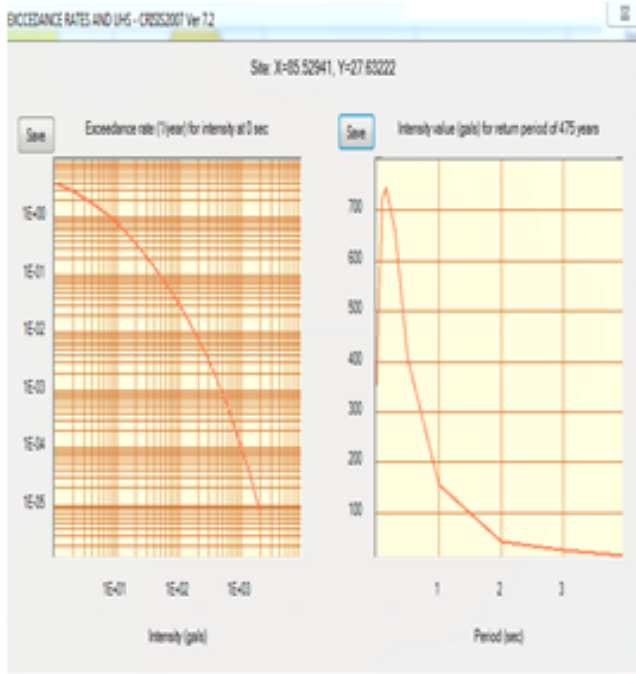 EXCCEDANCE RATES AND UHS - CRISIS2007 Ver 7.2
Site: X=85.52941, Y=27.63222
Save
Exceedance rate (1/year) for intensity at 0 sec
Save
Intensity value (gals) for return period of 475 years
1E+00
1E-01
1E-02
1E-03
1E-04
1E-05
1E+01
1E+02
1E+03
Intensity (gals)
700
600
500
400
300
200
100
1
2
3
Period (sec)